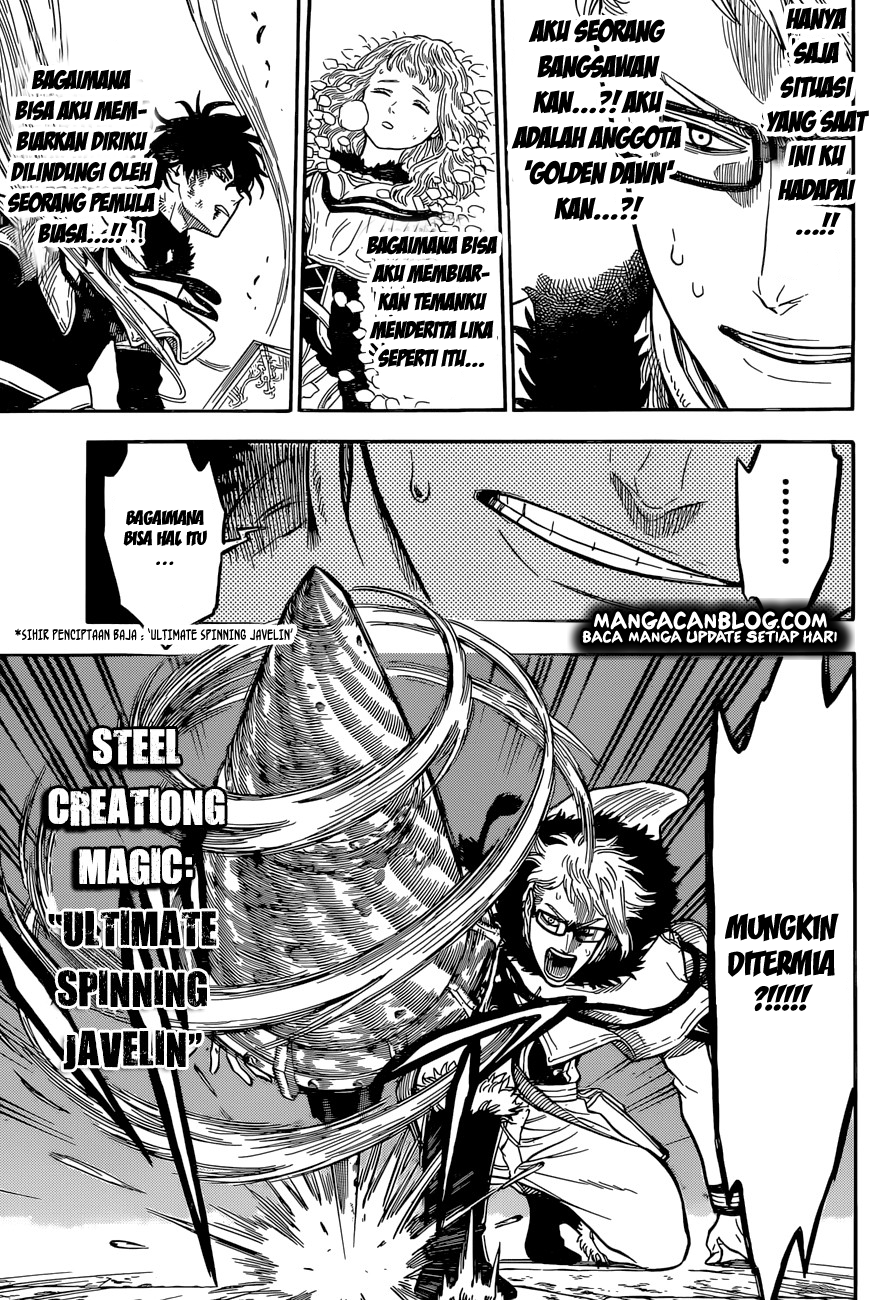 HANYA
SAJA
SITUASI
YANG SAAT
INI KU
HADAPAI
...!!
AKU SEORANG
BANGSAWAN
KAN...?! AKU
ADALAH ANGGOTA
'GOLDEN DAWN'
KAN...?!
BAGAIMANA BISA
AKU MEMBIAR-
KAN TEMANKU
MENDERITA LIKA
SEPERTI ITU...
BAGAIMANA
BISA AKU MEM-
BIARKAN DIRIKU
DILINDUNGI OLEH
SEORANG PEMULA
BIASA...!! !
......
BAGAIMANA
BISA HAL ITU
...
*SIHIR PENCIPTAAN BAJA : 'ULTIMATE SPINNING JAVELIN'
MANGACANBLOG.COM
BACA MANGA UPDATE SETIAP HARI
MUNGKIN
DITERMIA
?!!!!!
STEEL
CREATIONG
MAGIC:
"ULTIMATE
SPINNING
JAVELIN"